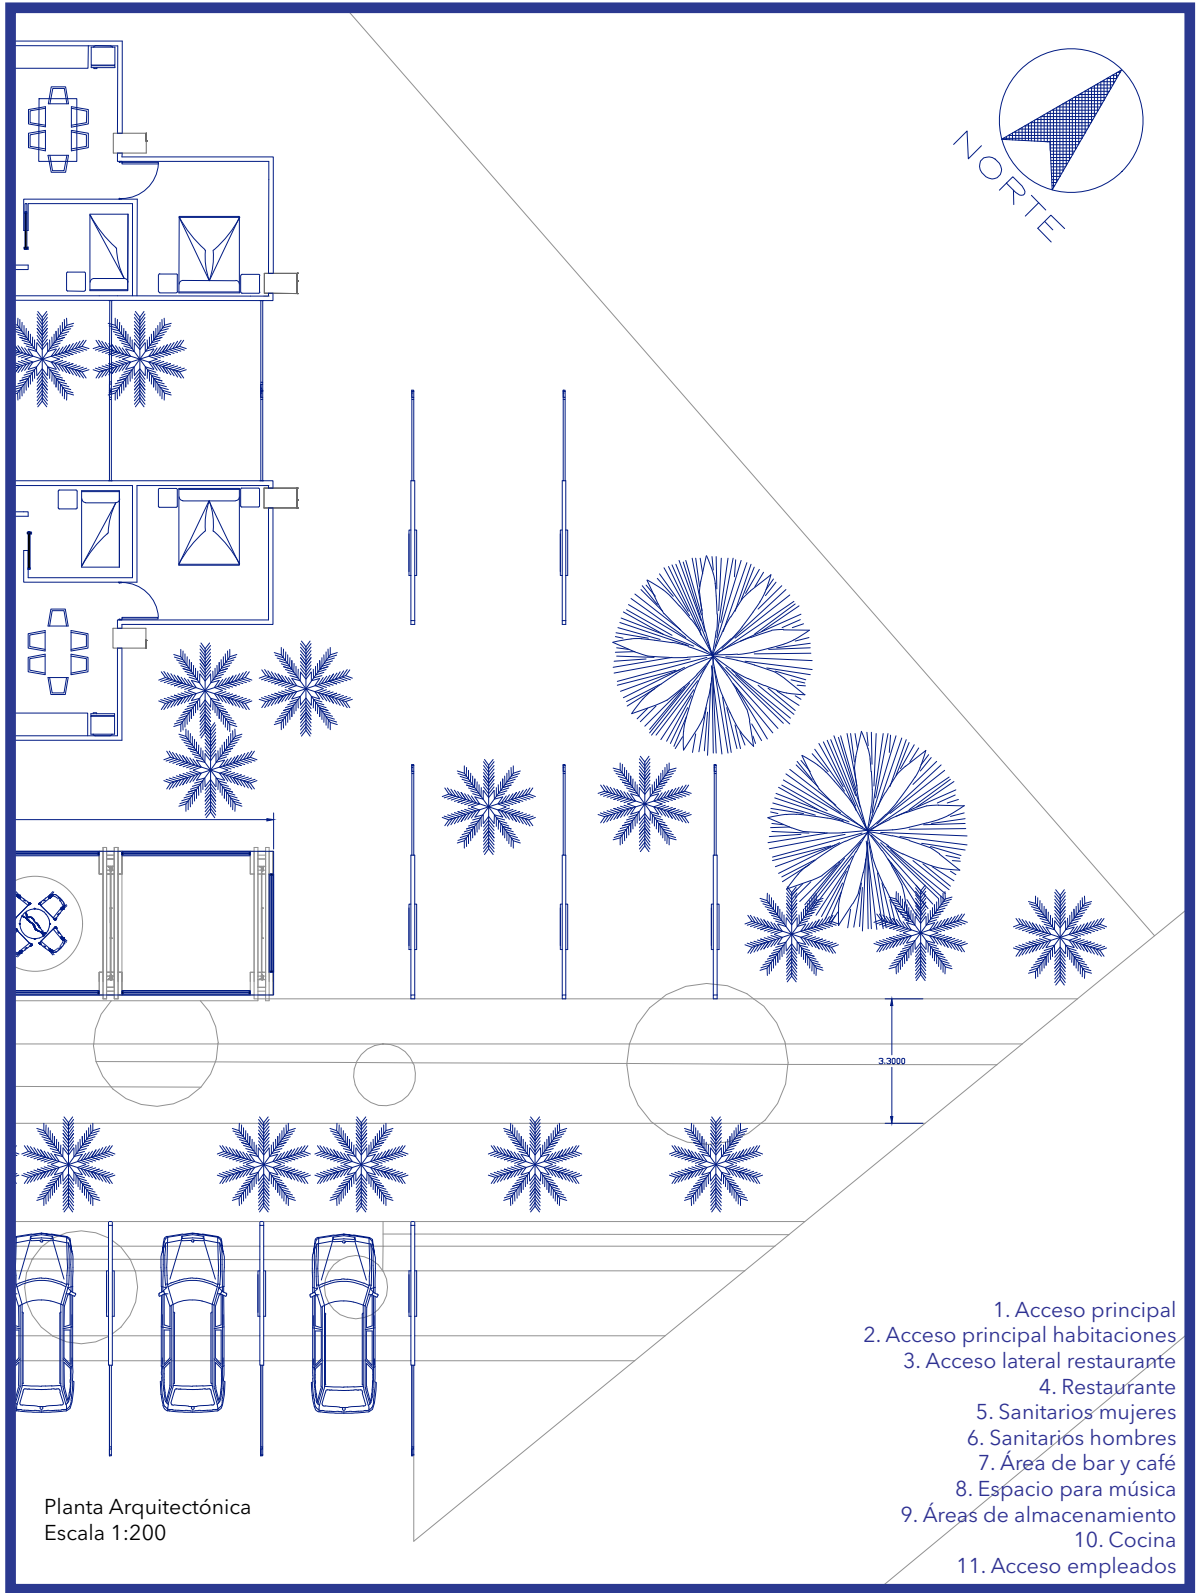 NORTE
3.3000
1. Acceso principal
2. Acceso principal habitaciones
3. Acceso lateral restaurante
4. Restaurante
5. Sanitarios mujeres
6. Sanitarios hombres
7. Área de bar y café
8. Espacio para música
9. Áreas de almacenamiento
10. Cocina
11. Acceso empleados
Planta Arquitectónica
Escala 1:200